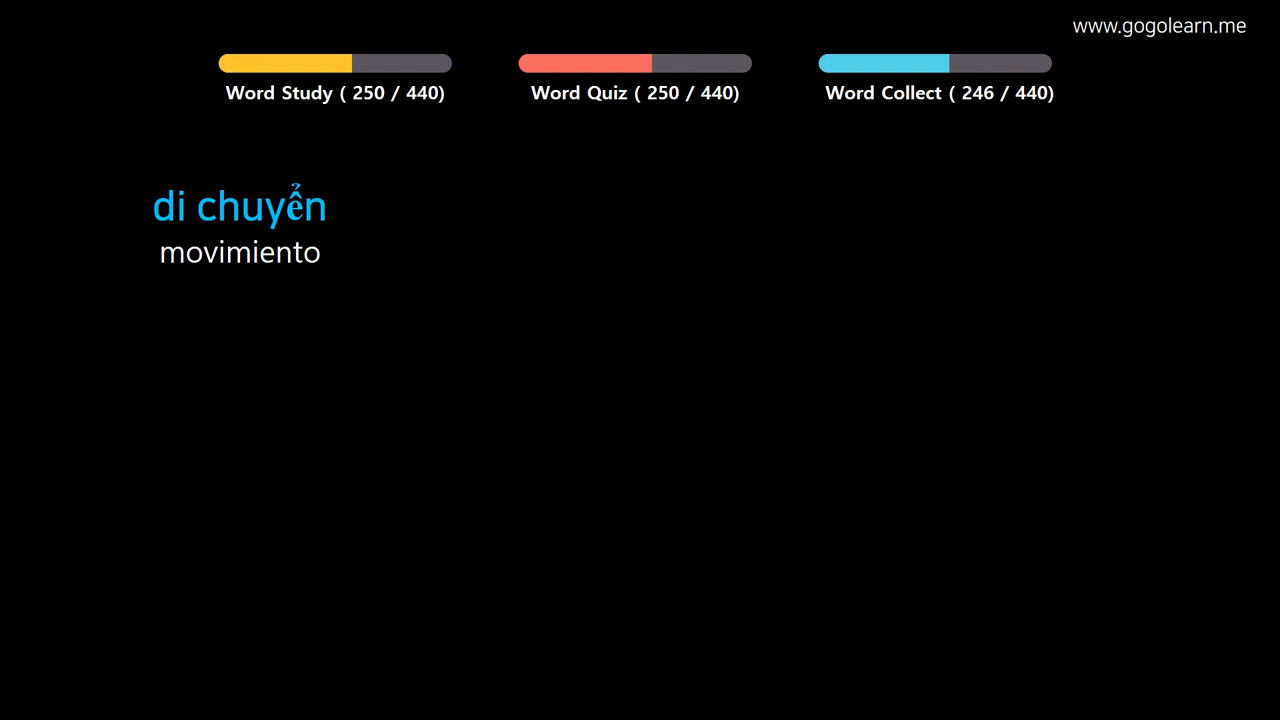 www.gogolearn.me
Word Study ( 250 / 440)
Word Quiz ( 250 / 440)
Word Collect ( 246 / 440)
di chuyển
movimiento